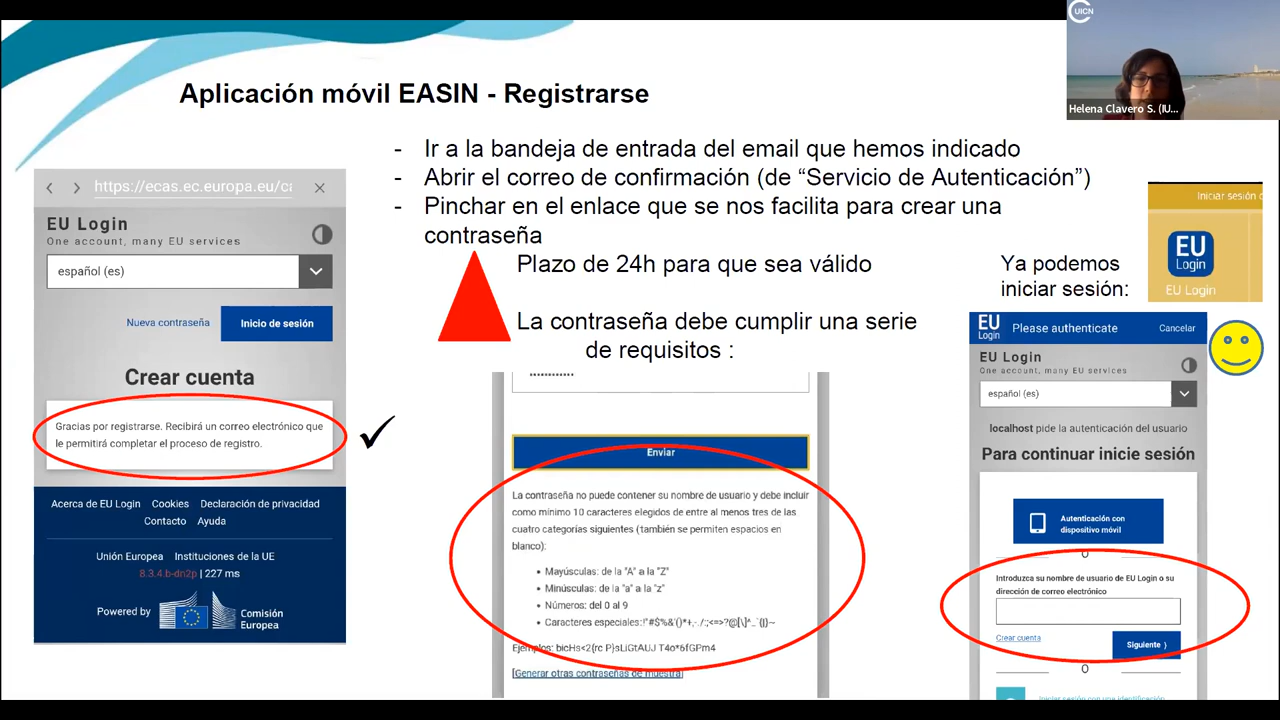 UICN
Helena Clavero S. (IU...
Aplicación móvil EASIN - Registrarse
- Ir a la bandeja de entrada del email que hemos indicado
- Abrir el correo de confirmación (de “Servicio de Autenticación”)
- Pinchar en el enlace que se nos facilita para crear una
contraseña
Plazo de 24h para que sea válido
La contraseña debe cumplir una serie
de requisitos :
https://ecas.ec.europa.eu/ca
EU Login
One account, many EU services
español (es)
Nueva contraseña
Inicio de sesión
Crear cuenta
Gracias por registrarse. Recibirá un correo electrónico que
le permitirá completar el proceso de registro.
Acerca de EU Login Cookies Declaración de privacidad
Contacto Ayuda
Unión Europea Instituciones de la UE
8.3.4.b-dn2p | 227 ms
Powered by
Comisión
Europea
Enviar
La contraseña no puede contener su nombre de usuario y debe incluir
como mínimo 10 caracteres elegidos de entre al menos tres de las
cuatro categorías siguientes (también se permiten espacios en
blanco):
• Mayúsculas: de la "A" a la "Z"
• Minúsculas: de la "a" a la "z"
• Números: del 0 al 9
• Caracteres especiales:
Ejemplos:
[Generar otras contraseñas de muestra]
Ya podemos
iniciar sesión:
Iniciar sesión
EU
Login
EU Login
EU
Login
Please authenticate
Cancelar
EU Login
One account, many EU services
español (es)
localhost pide la autenticación del usuario
Para continuar inicie sesión
Autenticación con
dispositivo móvil
O
Introduzca su nombre de usuario de EU Login o su
dirección de correo electrónico
Crear cuenta
Siguiente ⟩
O
Iniciar sesión con una identificación